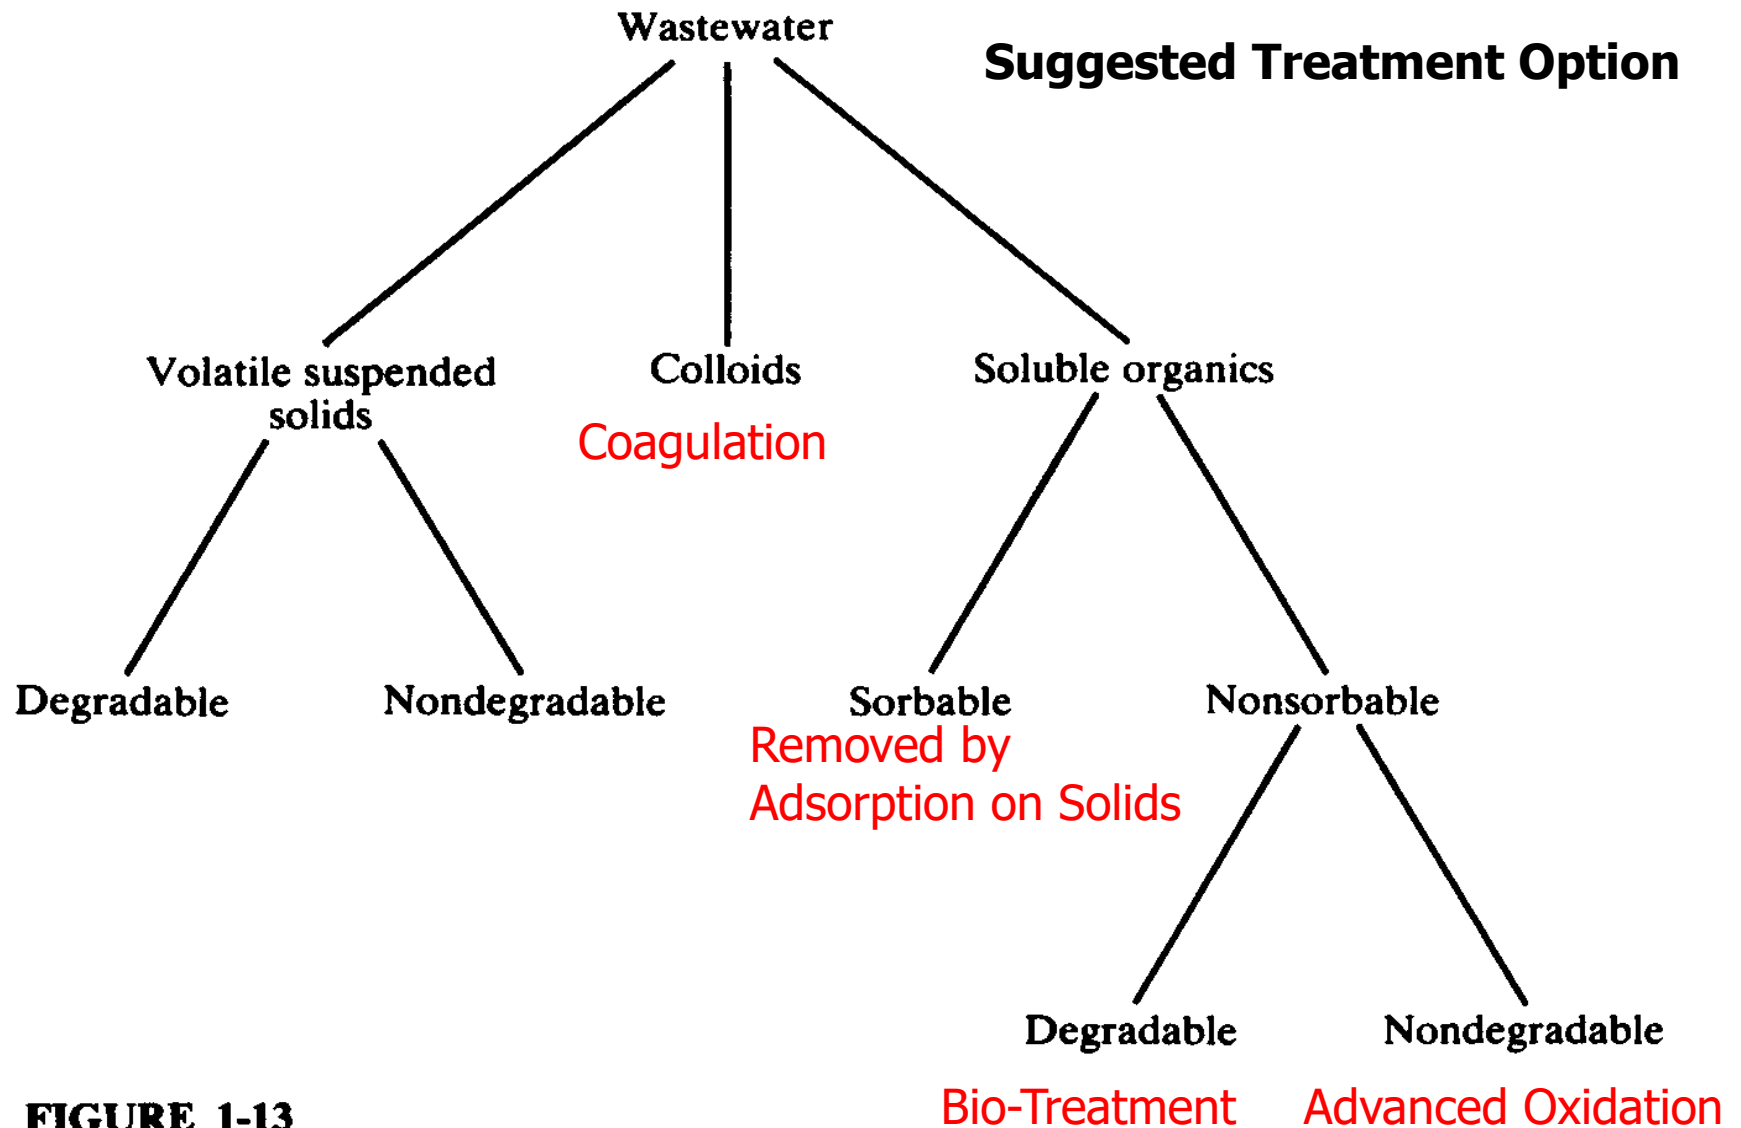 Wastewater
Suggested Treatment Option
Volatile suspended
solids
Colloids
Coagulation
Soluble organics
Degradable
Nondegradable
Sorbable
Removed by
Adsorption on Solids
Nonsorbable
Degradable
Bio-Treatment
Nondegradable
Advanced Oxidation
FIGURE 1-13